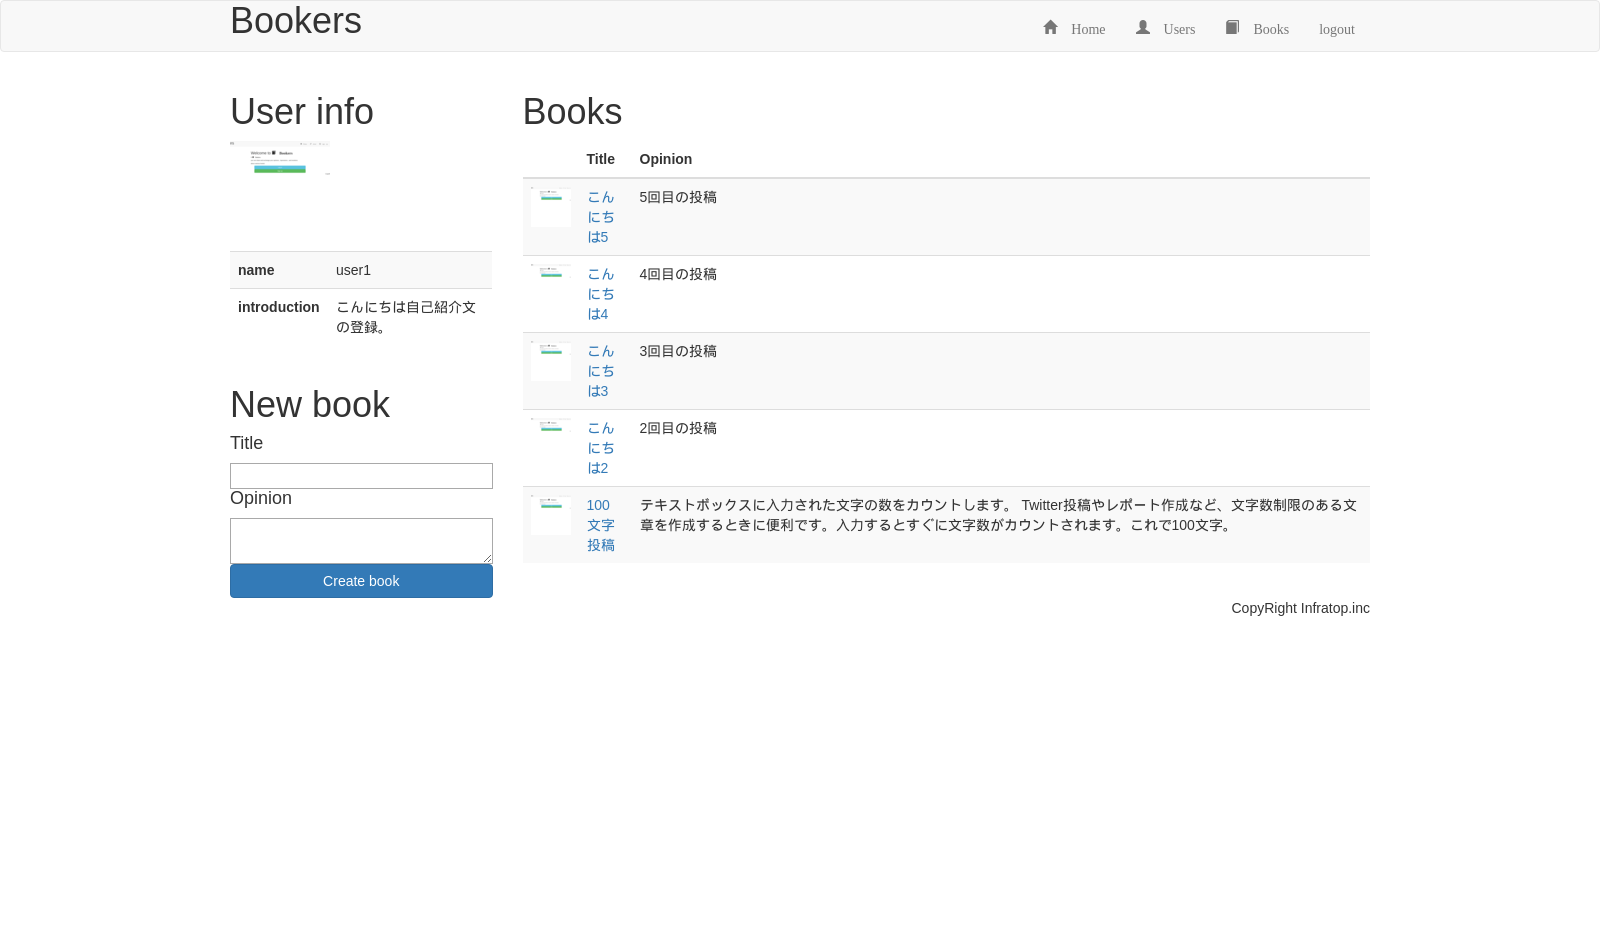 Bookers
Home Users Books logout
User info
name user1
introduction こんにちは自己紹介文
の登録。
New book
Title
Opinion
Create book
Books
Title Opinion
こん 5回目の投稿
にち
は5
こん 4回目の投稿
にち
は4
こん 3回目の投稿
にち
は3
こん 2回目の投稿
にち
は2
100 テキストボックスに入力された文字の数をカウントします。 Twitter投稿やレポート作成など、文字数制限のある文
文字 章を作成するときに便利です。入力するとすぐに文字数がカウントされます。これで100文字。
投稿
CopyRight Infratop.inc